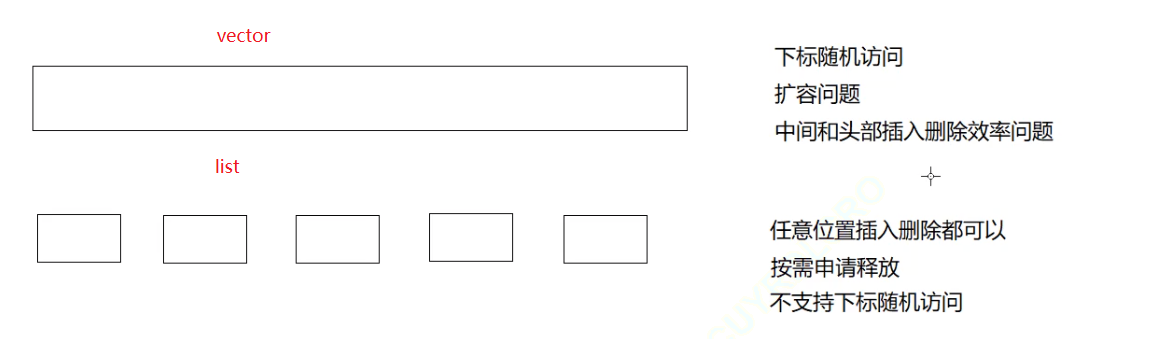 vector
下标随机访问
扩容问题
中间和头部插入删除效率问题
list
任意位置插入删除都可以
按需申请释放
不支持下标随机访问